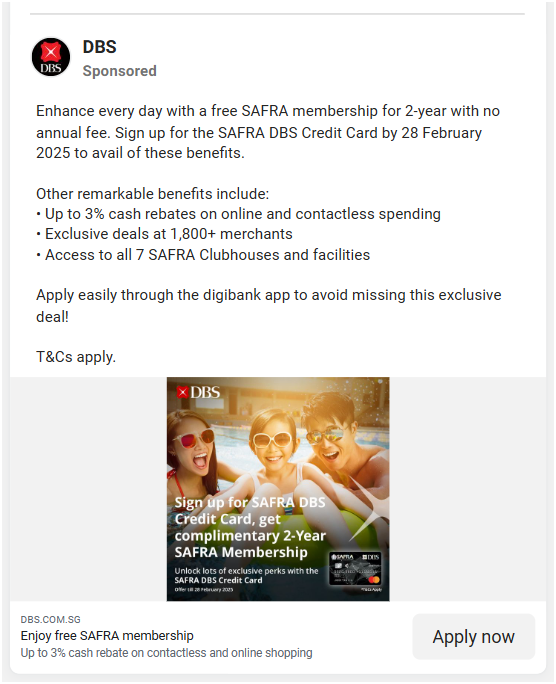 DBS
DBS
Sponsored
Enhance every day with a free SAFRA membership for 2-year with no
annual fee. Sign up for the SAFRA DBS Credit Card by 28 February
2025 to avail of these benefits.
Other remarkable benefits include:
• Up to 3% cash rebates on online and contactless spending
• Exclusive deals at 1,800+ merchants
• Access to all 7 SAFRA Clubhouses and facilities
Apply easily through the digibank app to avoid missing this exclusive
deal!
T&Cs apply.
DBS
Sign up for SAFRA DBS
Credit Card, get
complimentary 2-Year
SAFRA Membership
Unlock lots of exclusive perks with the
SAFRA DBS Credit Card
Offer till 28 February 2025
SAFRA DBS
T&Cs Apply
DBS.COM.SG
Enjoy free SAFRA membership
Up to 3% cash rebate on contactless and online shopping
Apply now